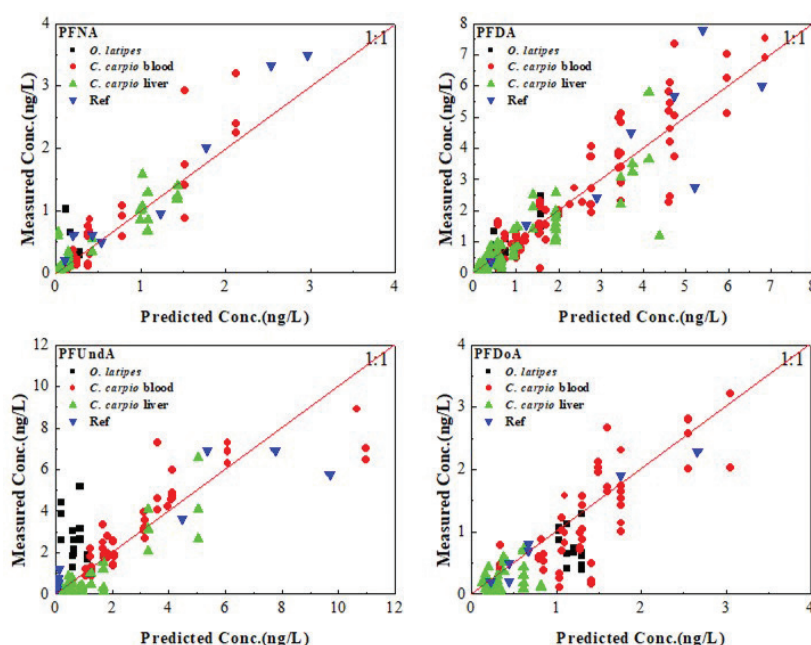 PFNA
1:1
O. latipes
C. carpio blood
C. carpio liver
Ref
Measured Conc.(ng/L)
4
3
2
1
0
0 1 2 3 4
Predicted Conc.(ng/L)
PFDA
1:1
O. latipes
C. carpio blood
C. carpio liver
Ref
Measured Conc.(ng/L)
8
7
6
5
4
3
2
1
0
0 1 2 3 4 5 6 7 8
Predicted Conc.(ng/L)
PFUndA
1:1
O. latipes
C. carpio blood
C. carpio liver
Ref
Measured Conc.(ng/L)
12
10
8
6
4
2
0
0 2 4 6 8 10 12
Predicted Conc.(ng/L)
PFDoA
1:1
O. latipes
C. carpio blood
C. carpio liver
Ref
Measured Conc.(ng/L)
4
3
2
1
0
0 1 2 3 4
Predicted Conc.(ng/L)